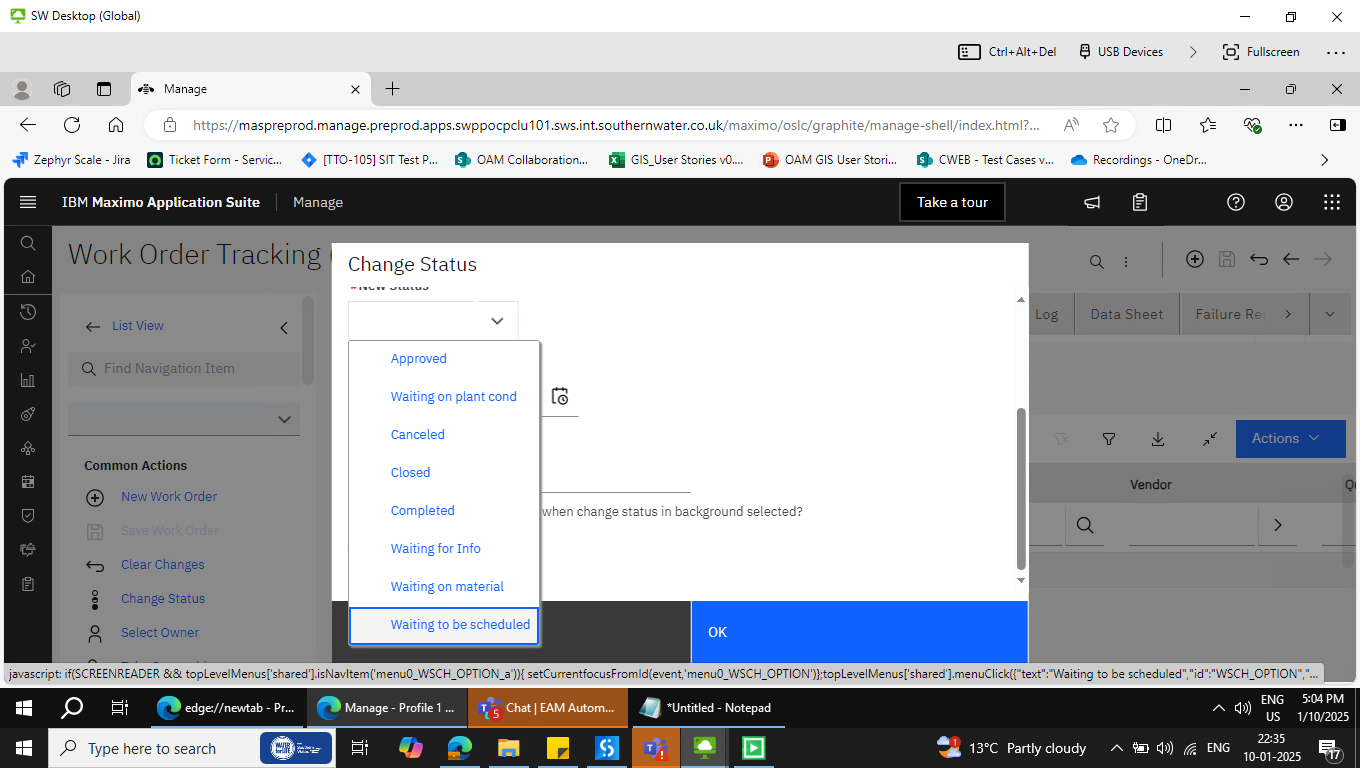 SW Desktop (Global)
Ctrl+Alt+Del
USB Devices
Fullscreen
Manage
https://maspreprod.manage.preprod.apps.swppocpclu101.sws.int.southernwater.co.uk/maximo/oslc/graphite/manage-shell/index.html?...
Zephyr Scale - Jira
Ticket Form - Servic...
[TTO-105] SIT Test P...
OAM Collaboration...
GIS_User Stories v0....
OAM GIS User Stori...
CWEB - Test Cases v...
Recordings - OneDr...
IBM Maximo Application Suite
Manage
Take a tour
Work Order Tracking
Change Status
New Status
List View
Find Navigation Item
Common Actions
New Work Order
Save Work Order
Clear Changes
Change Status
Select Owner
Approved
Waiting on plant cond
Canceled
Closed
Completed
Waiting for Info
Waiting on material
Waiting to be scheduled
when change status in background selected?
OK
Log
Data Sheet
Failure Re
Actions
Vendor
javascript: if(SCREENREADER && topLevelMenus['shared'].isNavItem('menu0_WSCH_OPTION_a')){ setCurrentfocusFromId(event,'menu0_WSCH_OPTION')};topLevelMenus['shared'].menuClick({"text":"Waiting to be scheduled","id":"WSCH_OPTION","...
edge://newtab - Pr...
Manage - Profile 1 ...
5
Chat | EAM Autom...
*Untitled - Notepad
ENG
US
5:04 PM
1/10/2025
Type here to search
1
13°C Partly cloudy
ENG
22:35
10-01-2025
17